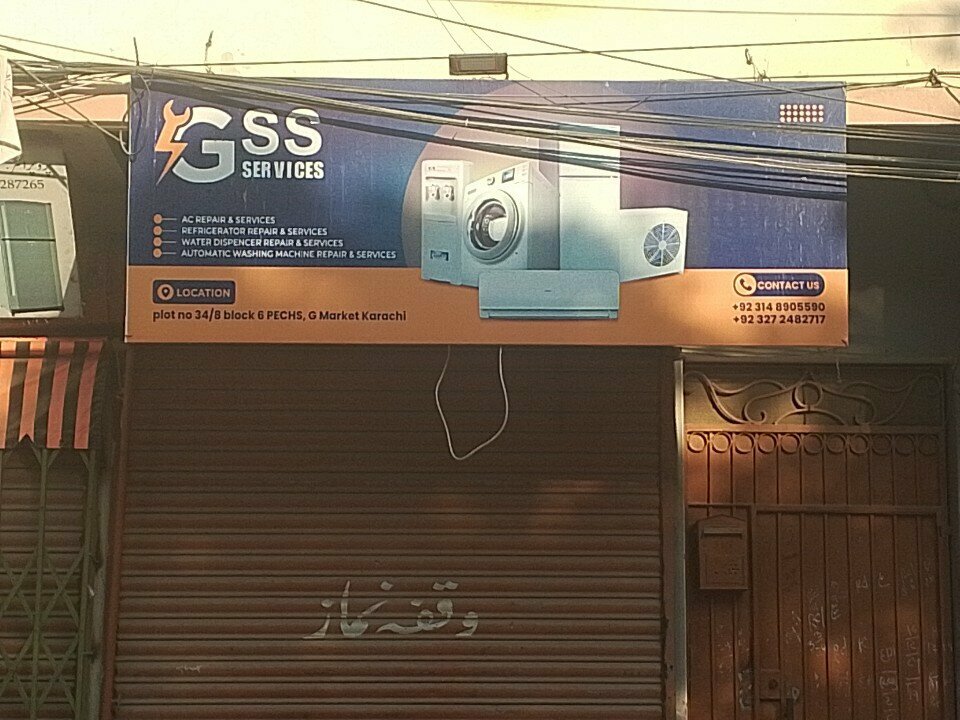 GSS
SERVICES
AC REPAIR & SERVICES
REFRIGERATOR REPAIR & SERVICES
WATER DISPENCER REPAIR & SERVICES
AUTOMATIC WASHING MACHINE REPAIR & SERVICES
LOCATION
plot no 34/8 block 6 PECHS, G Market Karachi
CONTACT US
+92 314 8905590
+92 327 2482717
287265
وقفہ نماز